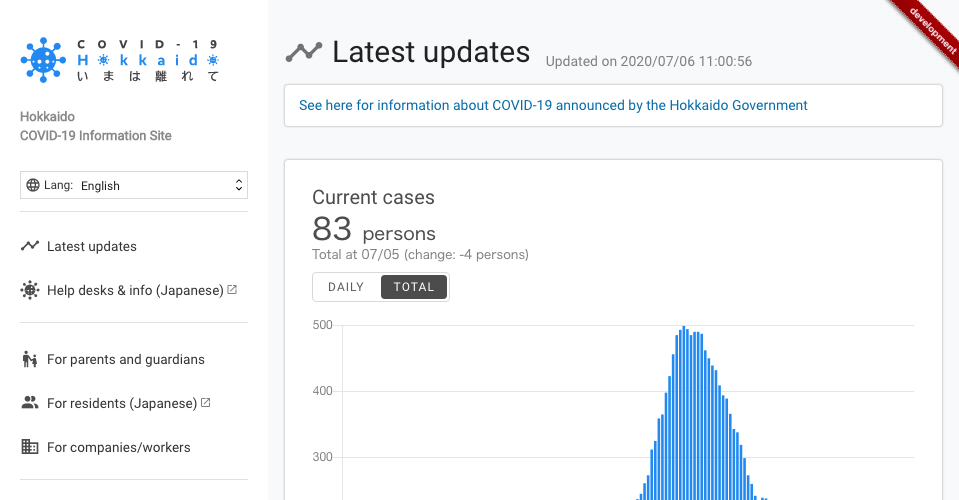 COVID-19
Hokkaido
いまは離れて
Hokkaido
COVID-19 Information Site
Lang: English
Latest updates
Help desks & info (Japanese)
For parents and guardians
For residents (Japanese)
For companies/workers
development
Latest updates Updated on 2020/07/06 11:00:56
See here for information about COVID-19 announced by the Hokkaido Government
Current cases
83 persons
Total at 07/05 (change: -4 persons)
DAILY TOTAL
500
400
300